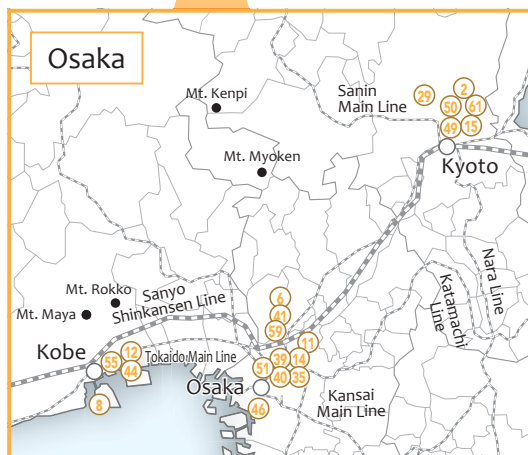 Osaka
Mt. Kenpi
Sanin
Main Line
29
2
50
61
49
15
Kyoto
Mt. Myoken
Nara Line
Katamachi
Line
Mt. Rokko
Mt. Maya
Sanyo
Shinkansen Line
6
41
59
11
Kobe
55
12
44
Tokaido Main Line
51
39
14
40
35
Osaka
46
8
Kansai
Main Line